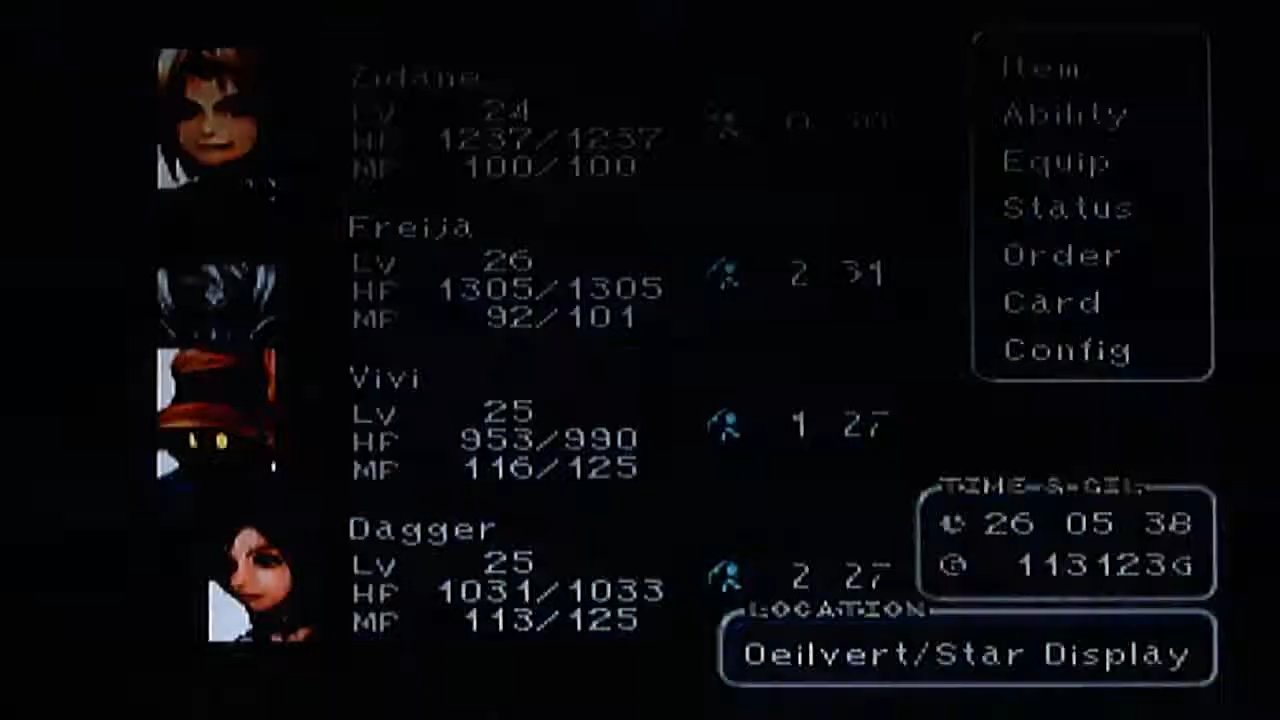 Zidane
Lv 24
HP 1237/1237
MP 100/100
Freija
Lv 26
HP 1305/1305
MP 92/101
2 31
Vivi
Lv 25
HP 953/990
MP 116/125
1 27
Dagger
Lv 25
HP 1031/1033
MP 113/125
2 27
Item
Ability
Equip
Status
Order
Card
Config
TIME & GIL
26 05 38
113123G
LOCATION
Oeilvert/Star Display